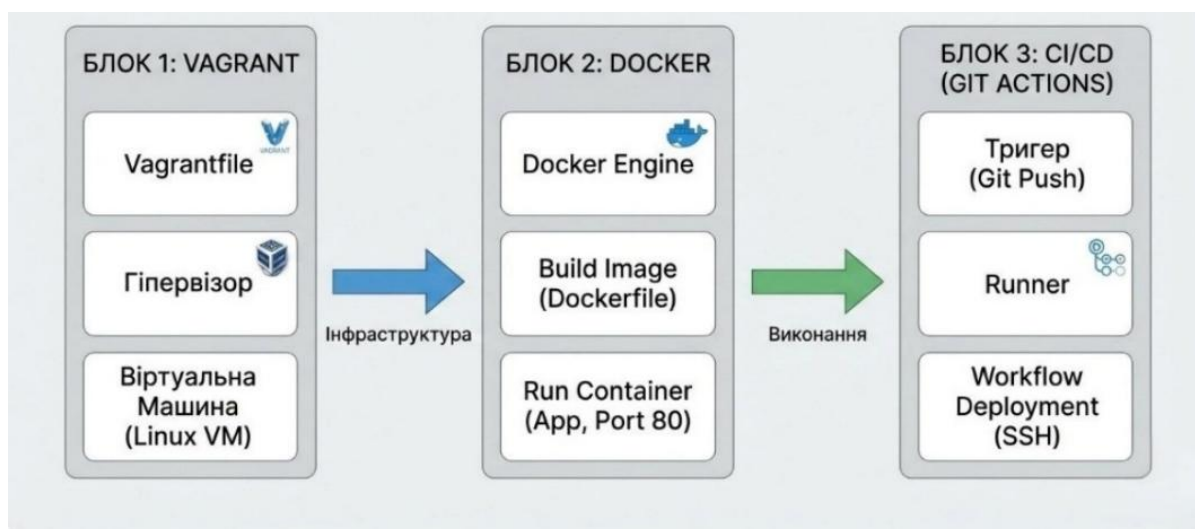 БЛОК 1: VAGRANT
Vagrantfile
VAGRANT
Гіпервізор
Віртуальна
Машина
(Linux VM)
Інфраструктура
БЛОК 2: DOCKER
Docker Engine
Build Image
(Dockerfile)
Run Container
(App, Port 80)
Виконання
БЛОК 3: CI/CD
(GIT ACTIONS)
Тригер
(Git Push)
Runner
Workflow
Deployment
(SSH)